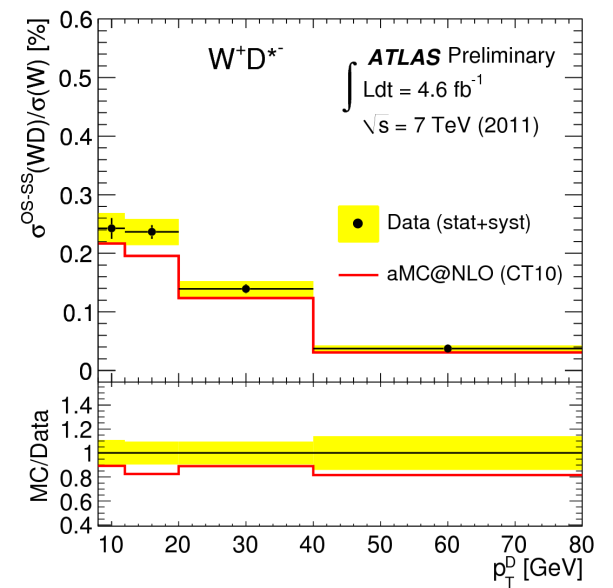 σ^OS-SS(WD)/σ(W) [%]
0.6
0.5
0.4
0.3
0.2
0.1
0
W⁺D*⁻
ATLAS Preliminary
∫ Ldt = 4.6 fb⁻¹
√s = 7 TeV (2011)
Data (stat+syst)
aMC@NLO (CT10)
MC/Data
1.4
1.2
1
0.8
0.6
0.4
10 20 30 40 50 60 70 80
p_T^D [GeV]